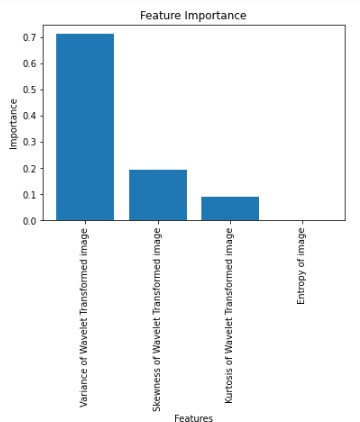 Feature Importance
0.7
0.6
0.5
0.4
0.3
0.2
0.1
0.0
Importance
Variance of Wavelet Transformed image
Skewness of Wavelet Transformed image
Kurtosis of Wavelet Transformed image
Entropy of image
Features